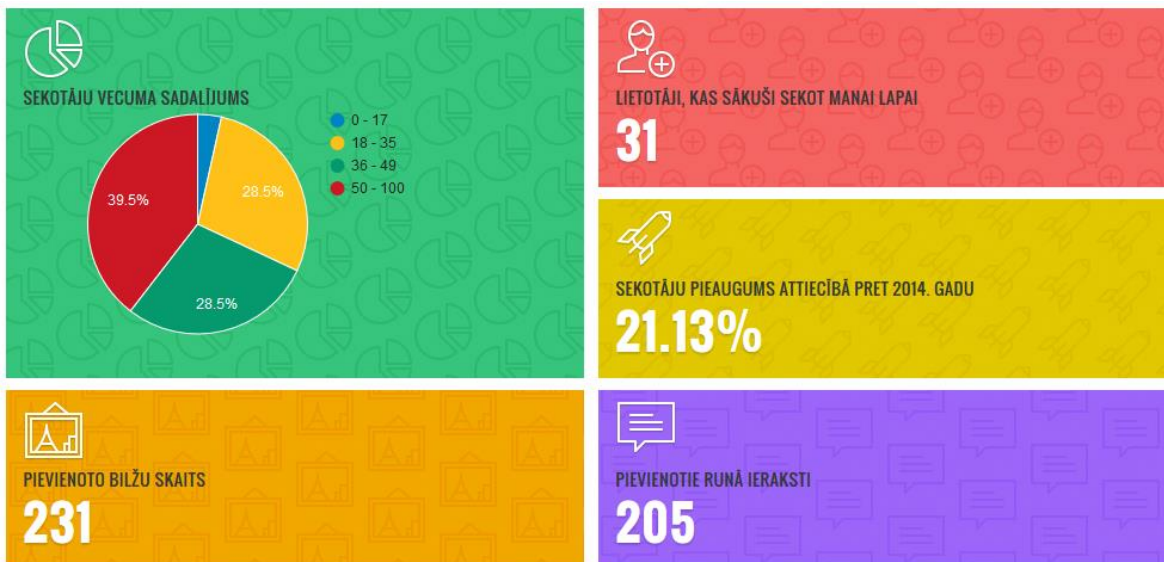 SEKOTĀJU VECUMA SADALĪJUMS
0 - 17
18 - 35
36 - 49
50 - 100
39.5%
28.5%
28.5%
LIETOTĀJI, KAS SĀKUŠI SEKOT MANAI LAPAI
31
SEKOTĀJU PIEAUGUMS ATTIECĪBĀ PRET 2014. GADU
21.13%
PIEVIENOTO BILŽU SKAITS
231
PIEVIENOTIE RUNĀ IERAKSTI
205